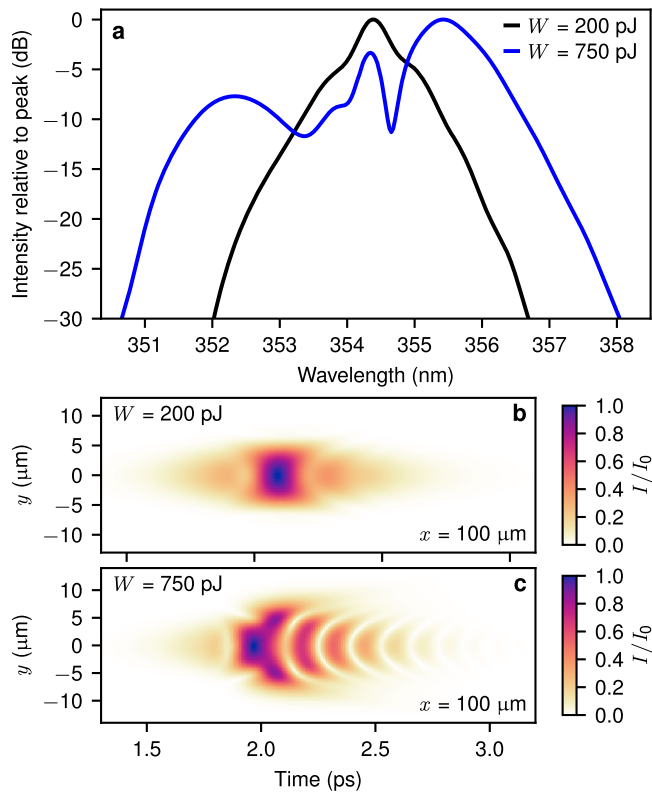 a
W = 200 pJ
W = 750 pJ
Intensity relative to peak (dB)
0
−5
−10
−15
−20
−25
−30
351 352 353 354 355 356 357 358
Wavelength (nm)
W = 200 pJ
b
x = 100 μm
y (μm)
10
5
0
−5
−10
1.0
0.8
0.6
0.4
0.2
0.0
I/I₀
W = 750 pJ
c
x = 100 μm
y (μm)
10
5
0
−5
−10
1.0
0.8
0.6
0.4
0.2
0.0
I/I₀
1.5 2.0 2.5 3.0
Time (ps)